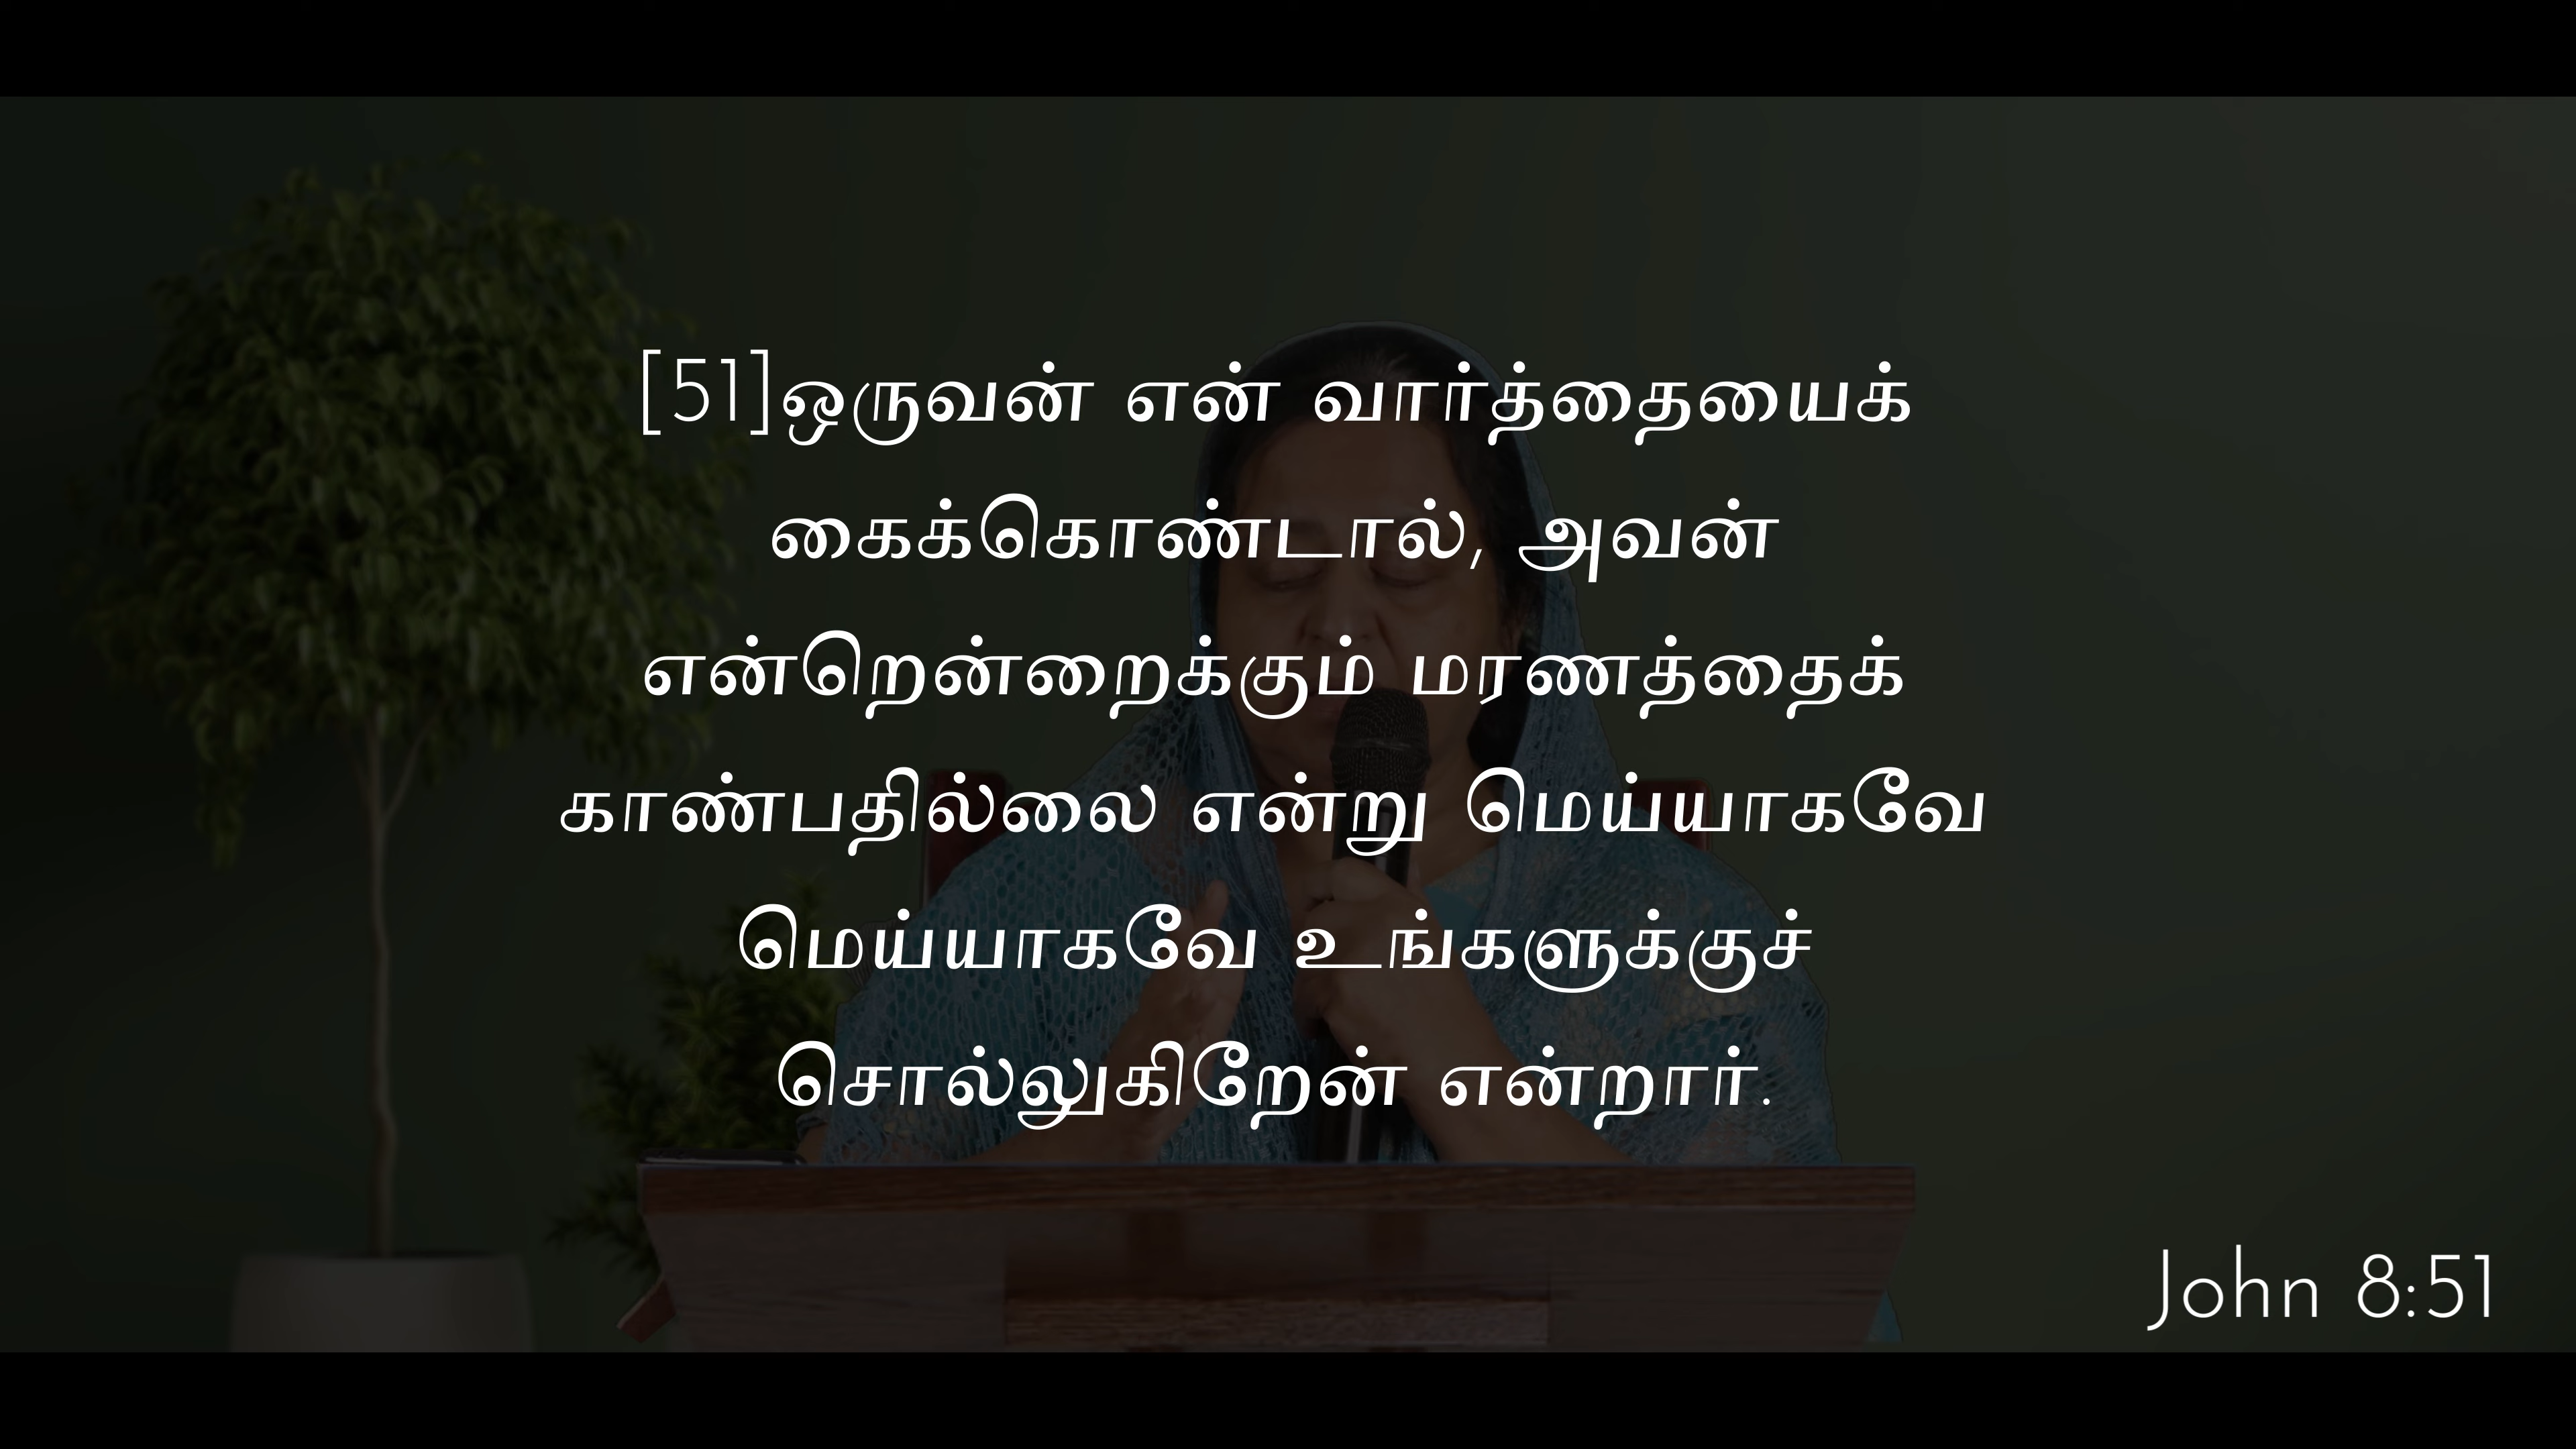 [51]ஒருவன் என் வார்த்தையைக்
கைக்கொண்டால், அவன்
என்றென்றைக்கும் மரணத்தைக்
காண்பதில்லை என்று மெய்யாகவே
மெய்யாகவே உங்களுக்குச்
சொல்லுகிறேன் என்றார்.
John 8:51